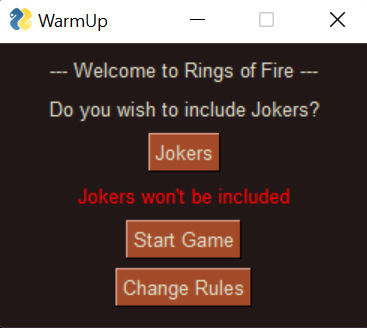 WarmUp
--- Welcome to Rings of Fire ---
Do you wish to include Jokers?
Jokers
Jokers won't be included
Start Game
Change Rules